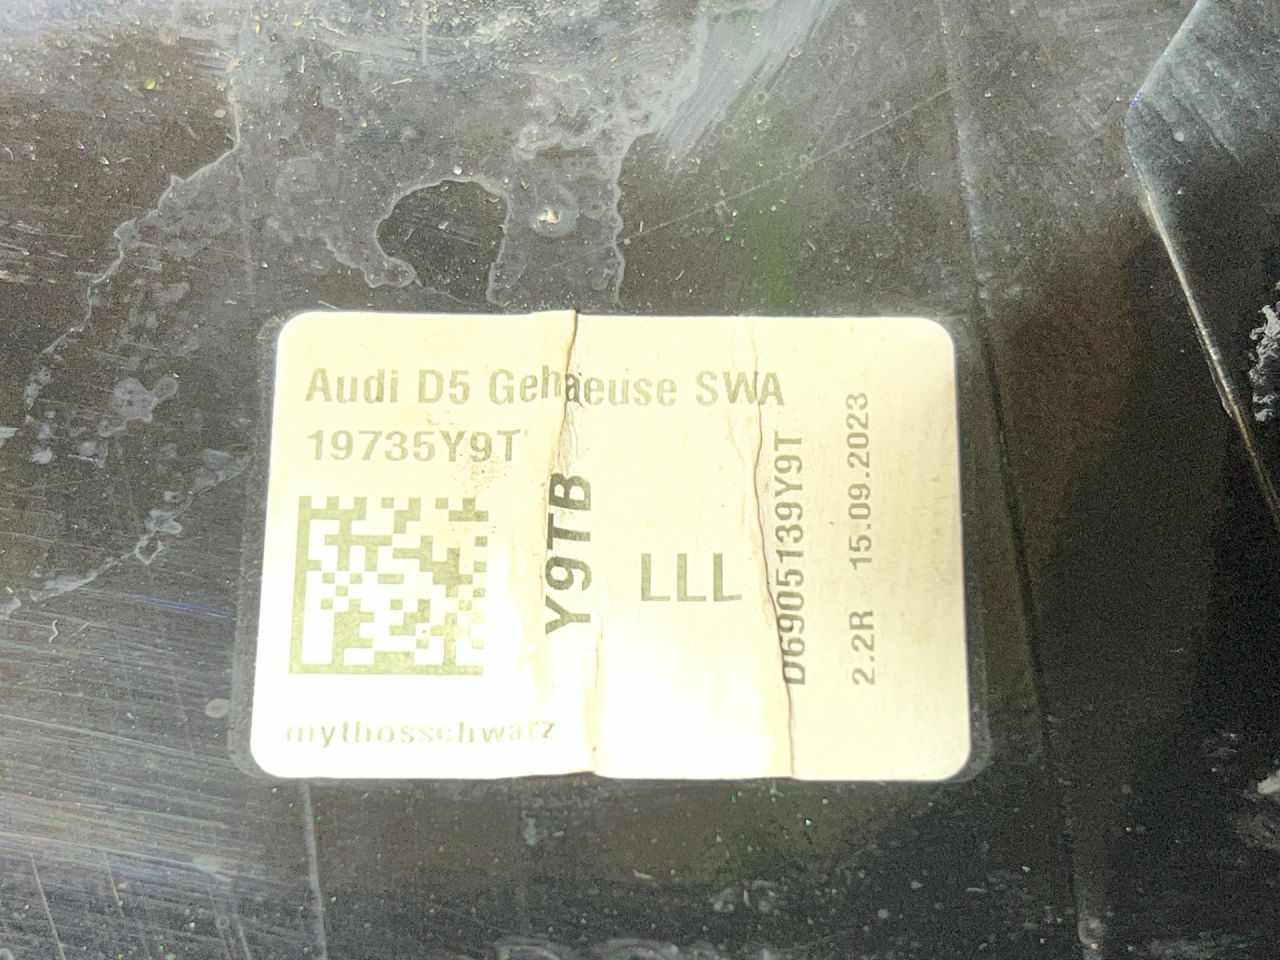 Audi D5 Gehaeuse SWA
19735Y9T
Y9TB
LLL
D6905139Y9T
2.2R 15.09.2023
mythosschwarz